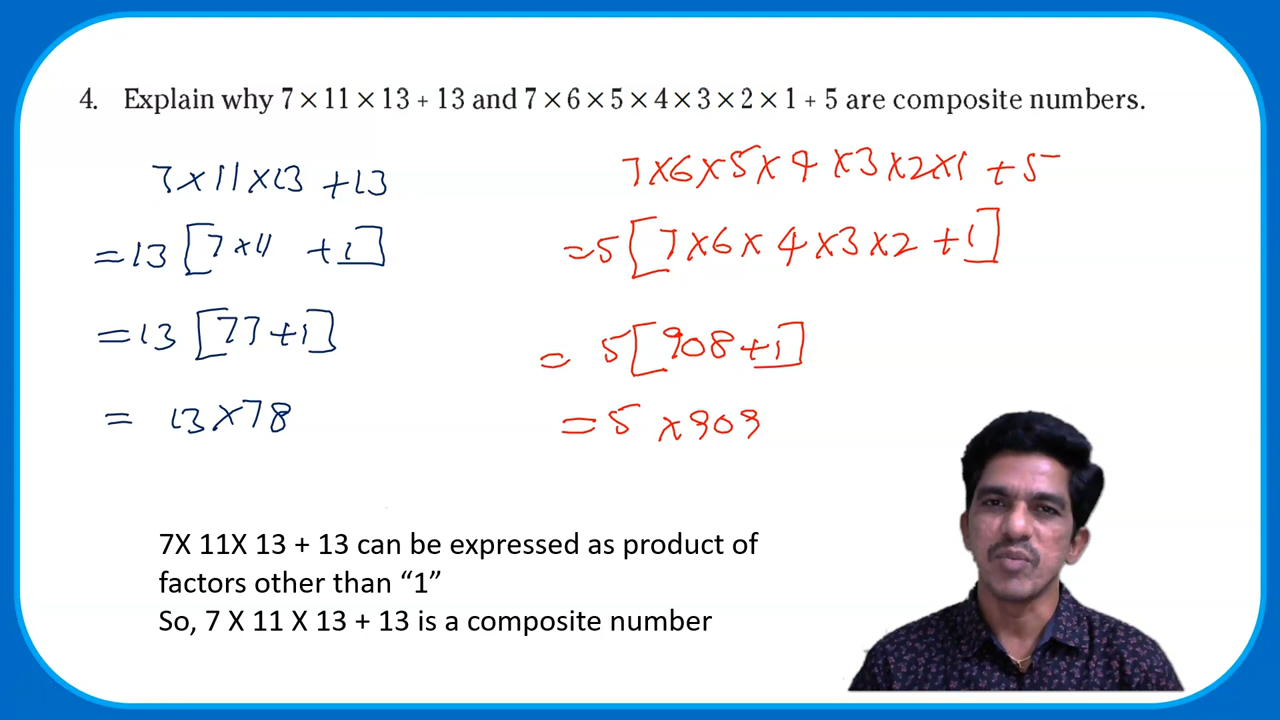 4. Explain why 7 × 11 × 13 + 13 and 7 × 6 × 5 × 4 × 3 × 2 × 1 + 5 are composite numbers.
7×11×13 +13
=13 [7×11 +1]
=13 [77+1]
= 13×78
7×6×5×4×3×2×1 +5
=5[7×6×4×3×2 +1]
= 5[908+1]
=5 ×909
7X 11X 13 + 13 can be expressed as product of
factors other than “1”
So, 7 X 11 X 13 + 13 is a composite number